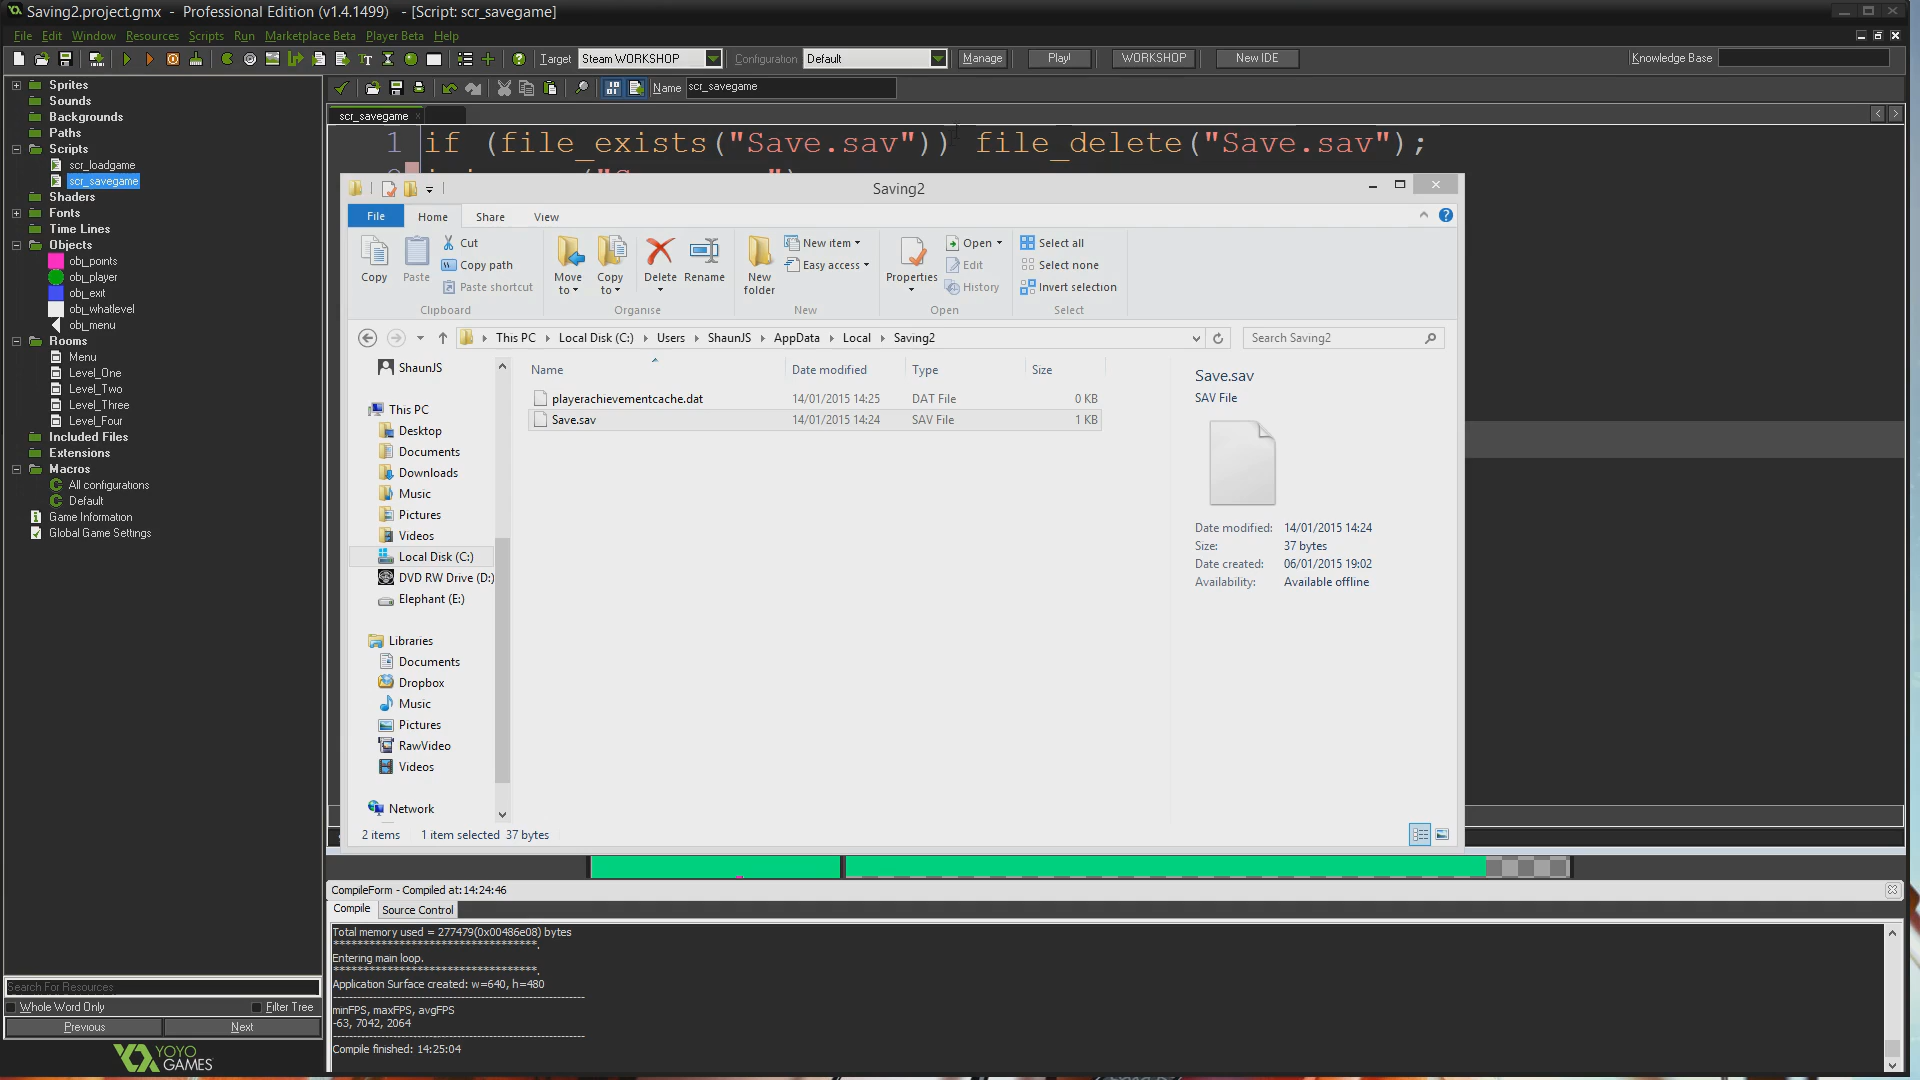 Saving2.project.gmx - Professional Edition (v1.4.1499) - [Script: scr_savegame]
File Edit Window Resources Scripts Run Marketplace Beta Player Beta Help
Target Steam WORKSHOP Configuration Default Manage Play! WORKSHOP New IDE Knowledge Base
Name scr_savegame
Sprites
Sounds
Backgrounds
Paths
Scripts
scr_loadgame
scr_savegame
Shaders
Fonts
Time Lines
Objects
obj_points
obj_player
obj_exit
obj_whatlevel
obj_menu
Rooms
Menu
Level_One
Level_Two
Level_Three
Level_Four
Included Files
Extensions
Macros
All configurations
Default
Game Information
Global Game Settings
Search For Resources
Whole Word Only Filter Tree
Previous Next
YOYO
GAMES
scr_savegame
1 if (file_exists("Save.sav")) file_delete("Save.sav");
Saving2
File Home Share View
Copy
Paste
Cut
Copy path
Paste shortcut
Clipboard
Move to
Copy to
Delete
Rename
Organise
New folder
New item
Easy access
New
Properties
Open
Edit
History
Open
Select all
Select none
Invert selection
Select
This PC Local Disk (C:) Users ShaunJS AppData Local Saving2
Search Saving2
ShaunJS
This PC
Desktop
Documents
Downloads
Music
Pictures
Videos
Local Disk (C:)
DVD RW Drive (D:)
Elephant (E:)
Libraries
Documents
Dropbox
Music
Pictures
RawVideo
Videos
Network
Name Date modified Type Size
playerachievementcache.dat 14/01/2015 14:25 DAT File 0 KB
Save.sav 14/01/2015 14:24 SAV File 1 KB
Save.sav
SAV File
Date modified: 14/01/2015 14:24
Size: 37 bytes
Date created: 06/01/2015 19:02
Availability: Available offline
2 items 1 item selected 37 bytes
CompileForm - Compiled at:14:24:46
Compile Source Control
Total memory used = 277479(0x00486e08) bytes
***********************************.
Entering main loop.
***********************************.
Application Surface created: w=640, h=480
---------------------------------------------------------------
minFPS, maxFPS, avgFPS
-63, 7042, 2064
---------------------------------------------------------------
Compile finished: 14:25:04